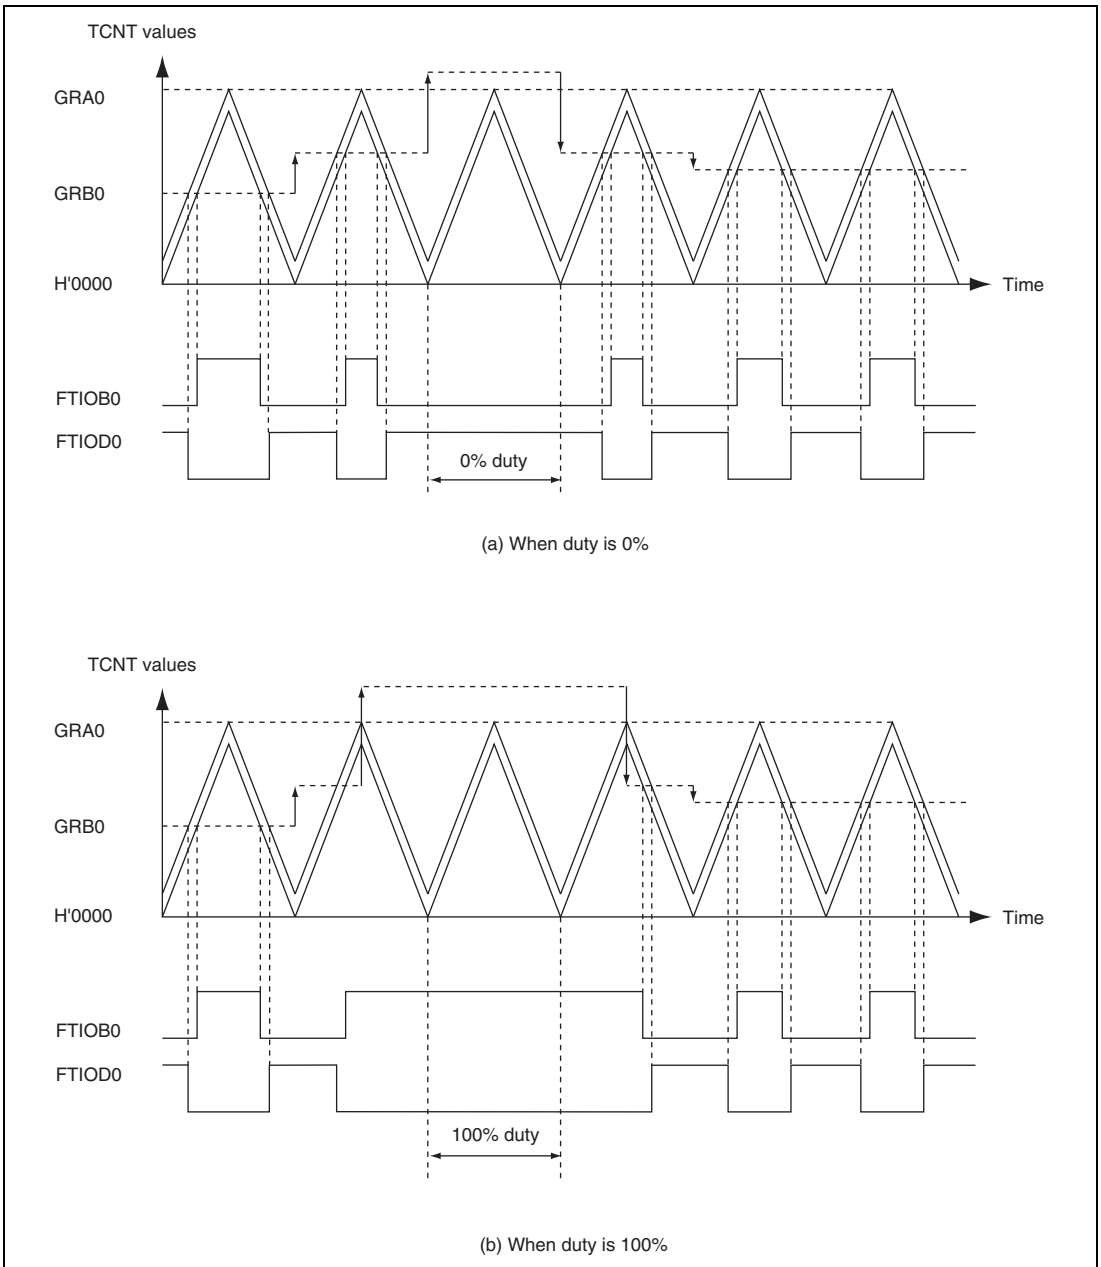 TCNT values
GRA0
GRB0
H'0000
Time
FTIOB0
FTIOD0
0% duty
(a) When duty is 0%
TCNT values
GRA0
GRB0
H'0000
Time
FTIOB0
FTIOD0
100% duty
(b) When duty is 100%